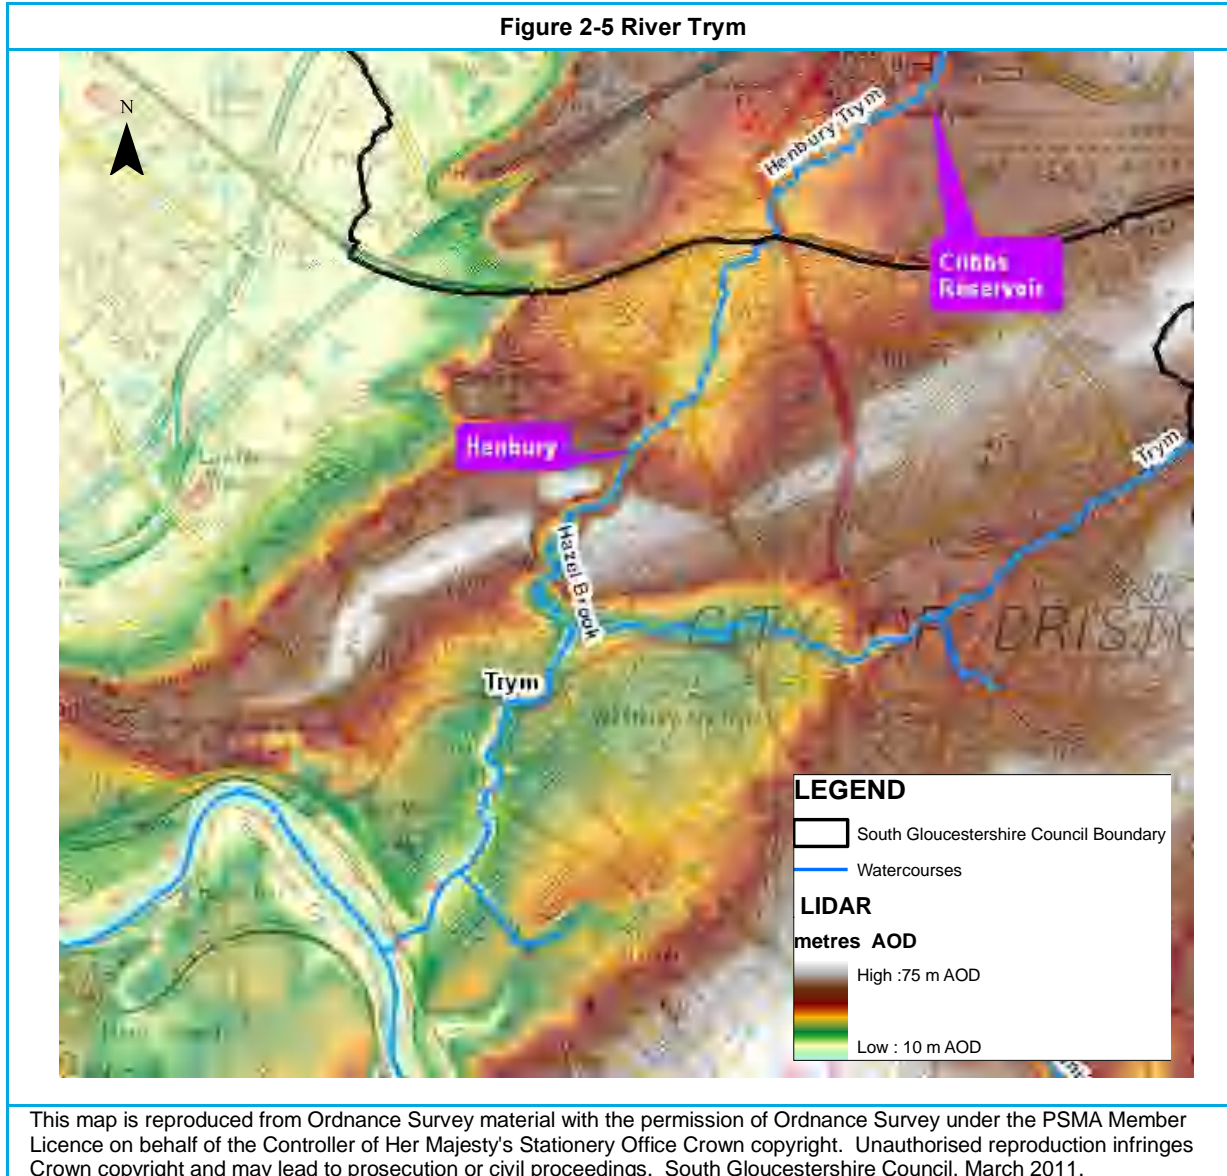 Figure 2-5 River Trym
N
Henbury Trym
Cribbs
Reservoir
Henbury
Trym
Hazel Brook
CITY OF BRISTOL
Trym
LEGEND
South Gloucestershire Council Boundary
Watercourses
LIDAR
metres AOD
High :75 m AOD
Low : 10 m AOD
This map is reproduced from Ordnance Survey material with the permission of Ordnance Survey under the PSMA Member
Licence on behalf of the Controller of Her Majesty's Stationery Office Crown copyright. Unauthorised reproduction infringes
Crown copyright and may lead to prosecution or civil proceedings. South Gloucestershire Council, March 2011.